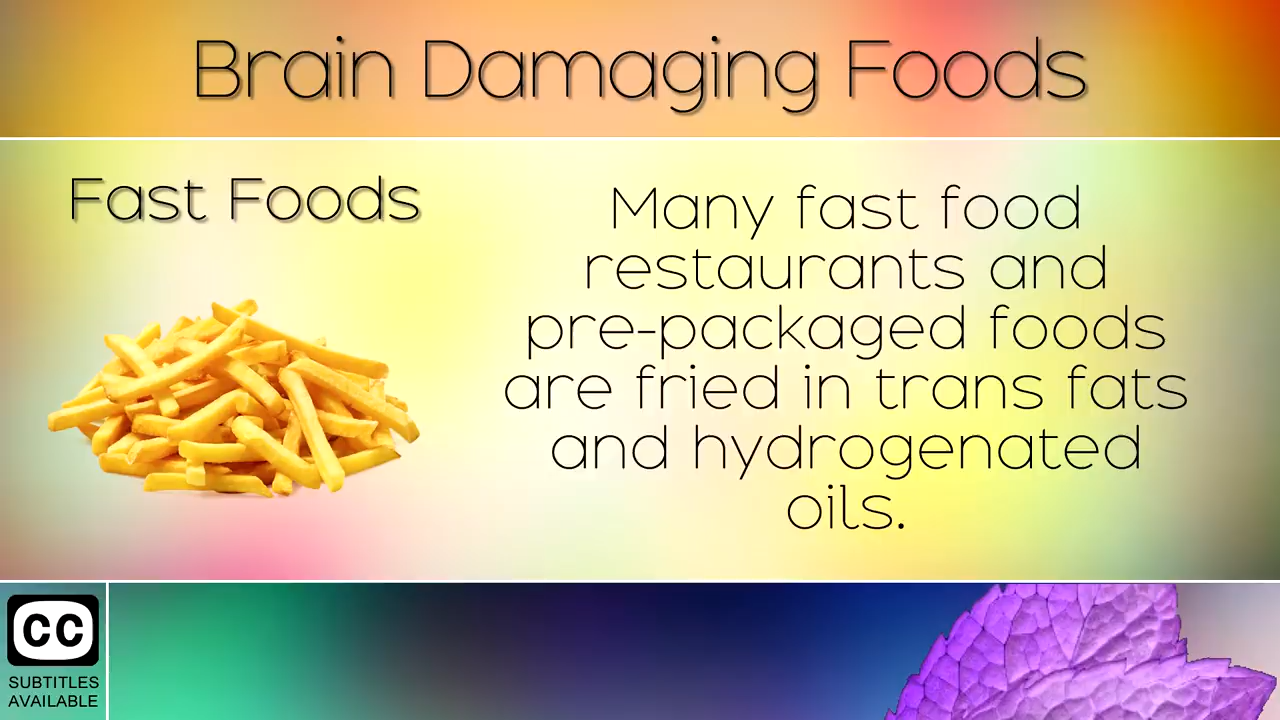 Brain Damaging Foods
Fast Foods
Many fast food
restaurants and
pre-packaged foods
are fried in trans fats
and hydrogenated
oils.
CC
SUBTITLES
AVAILABLE